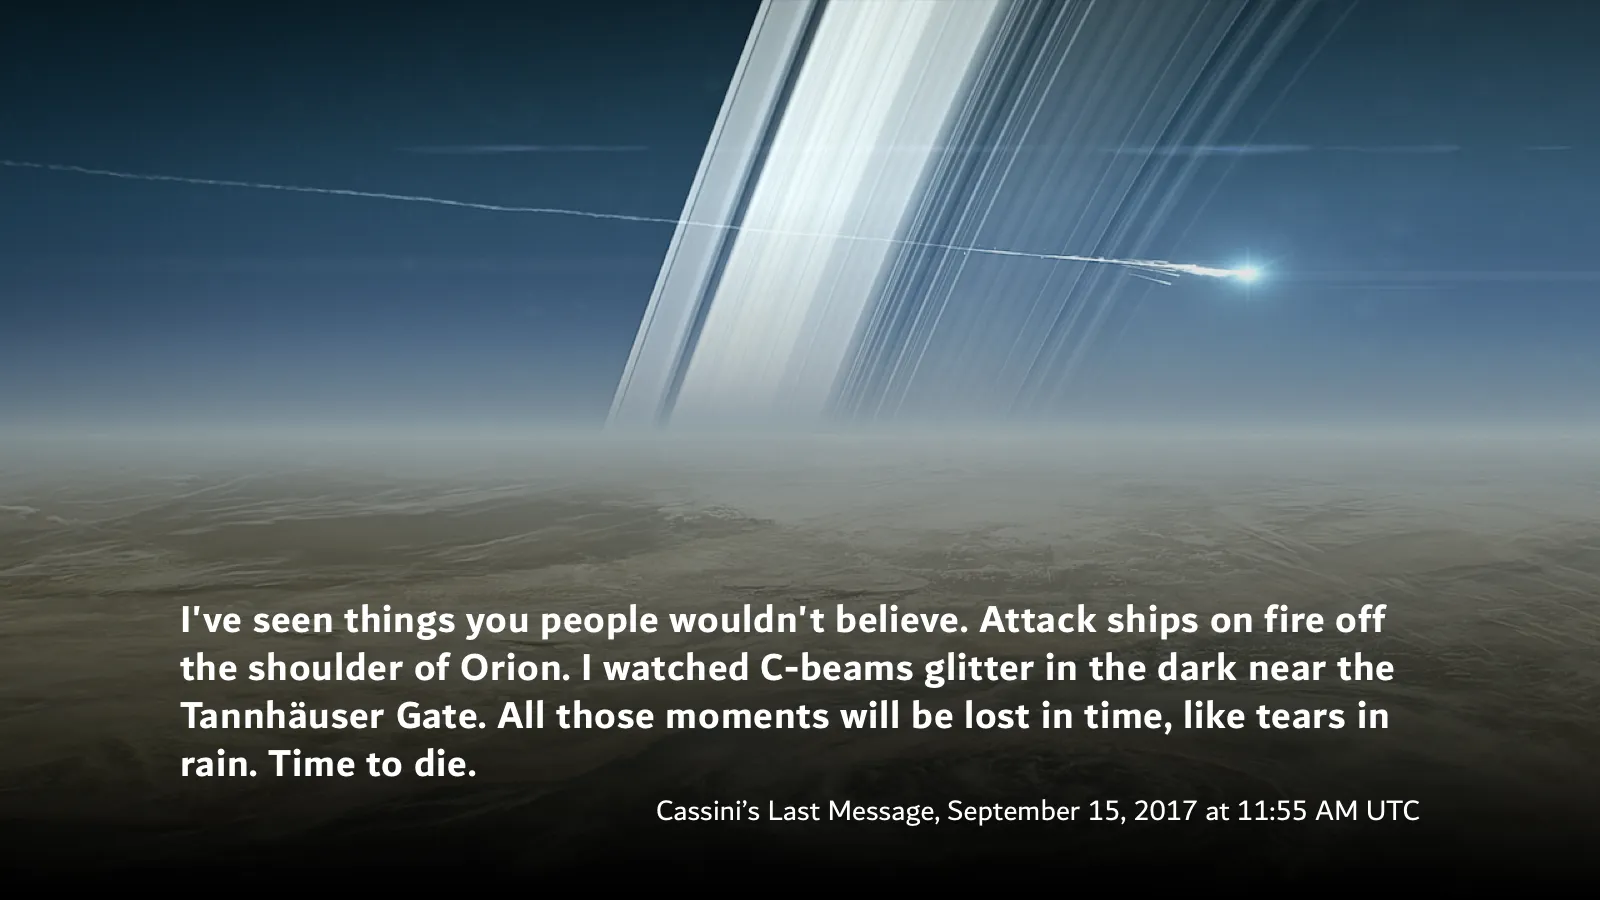 I've seen things you people wouldn't believe. Attack ships on fire off
the shoulder of Orion. I watched C-beams glitter in the dark near the
Tannhäuser Gate. All those moments will be lost in time, like tears in
rain. Time to die.
Cassini’s Last Message, September 15, 2017 at 11:55 AM UTC